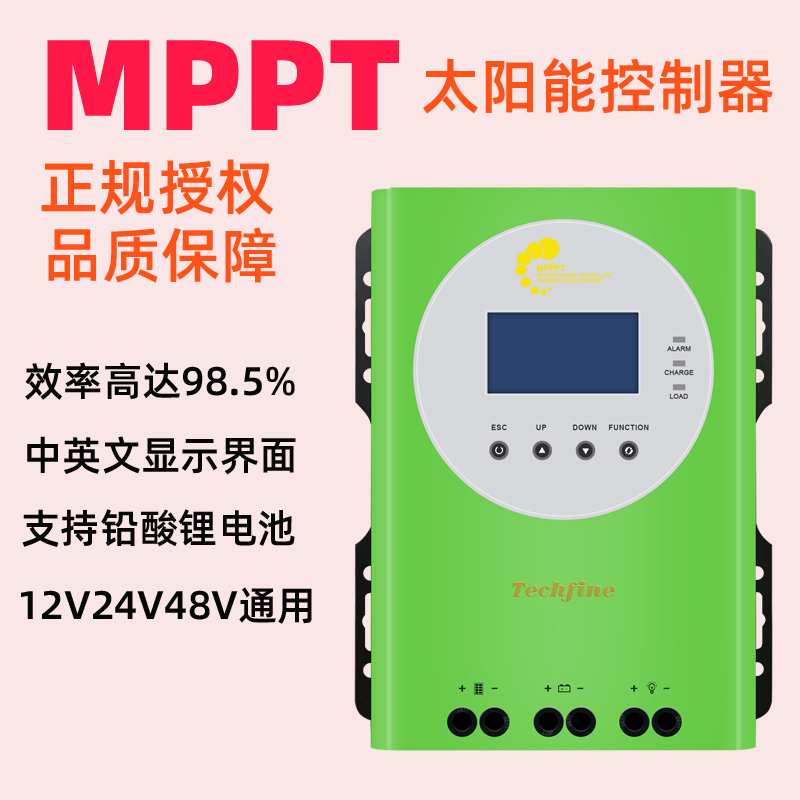 MPPT 太阳能控制器
正规授权
品质保障
效率高达98.5%
中英文显示界面
支持铅酸锂电池
12V24V48V通用
MPPT
ALARM
CHARGE
LOAD
ESC UP DOWN FUNCTION
Techfine
+ −
+ −
+ −